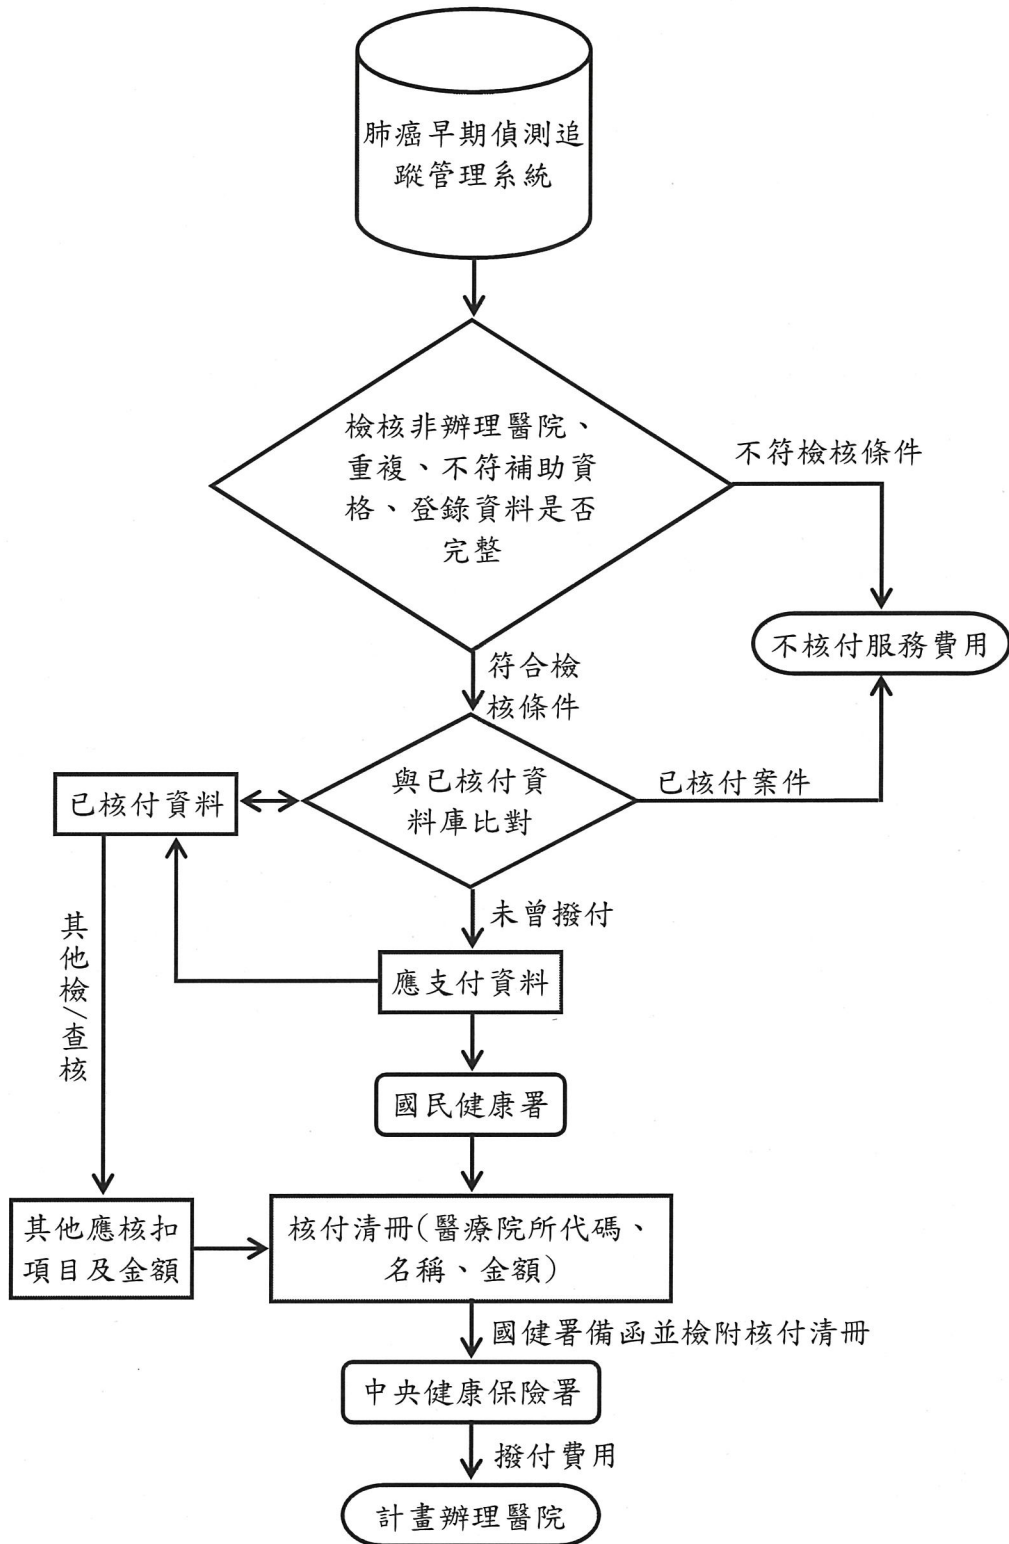 肺癌早期偵測追
蹤管理系統
檢核非辦理醫院、
重複、不符補助資
格、登錄資料是否
完整
不符檢核條件
不核付服務費用
符合檢
核條件
已核付資料
與已核付資
料庫比對
已核付案件
未曾撥付
其他檢/查核
應支付資料
國民健康署
其他應核扣
項目及金額
核付清冊(醫療院所代碼、
名稱、金額)
國健署備函並檢附核付清冊
中央健康保險署
撥付費用
計畫辦理醫院